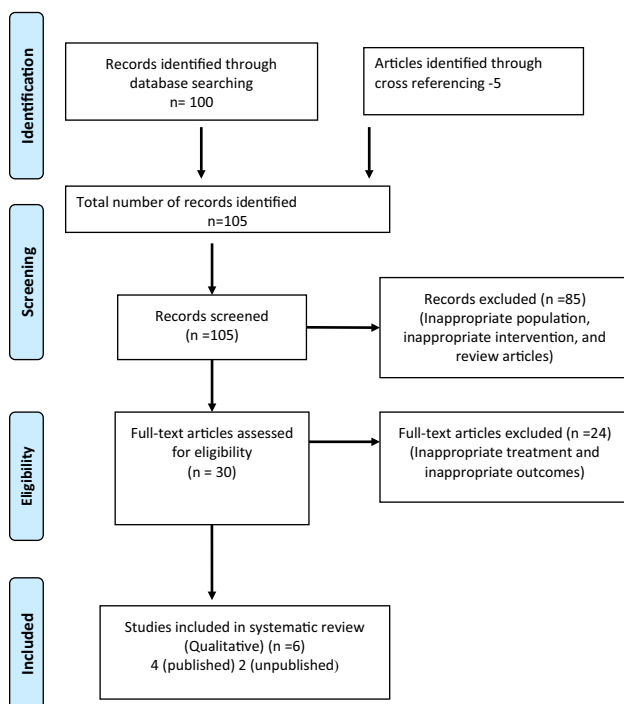 Identification
Records identified through
database searching
n= 100
Articles identified through
cross referencing -5
Total number of records identified
n=105
Screening
Records screened
(n =105)
Records excluded (n =85)
(Inappropriate population,
inappropriate intervention, and
review articles)
Eligibility
Full-text articles assessed
for eligibility
(n = 30)
Full-text articles excluded (n =24)
(Inappropriate treatment and
inappropriate outcomes)
Included
Studies included in systematic review
(Qualitative) (n =6)
4 (published) 2 (unpublished)